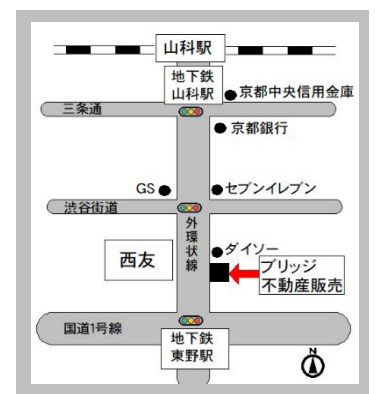 山科駅
地下鉄
山科駅
京都中央信用金庫
三条通
京都銀行
GS
セブンイレブン
渋谷街道
外環状線
ダイソー
西友
ブリッジ
不動産販売
国道1号線
地下鉄
東野駅
N